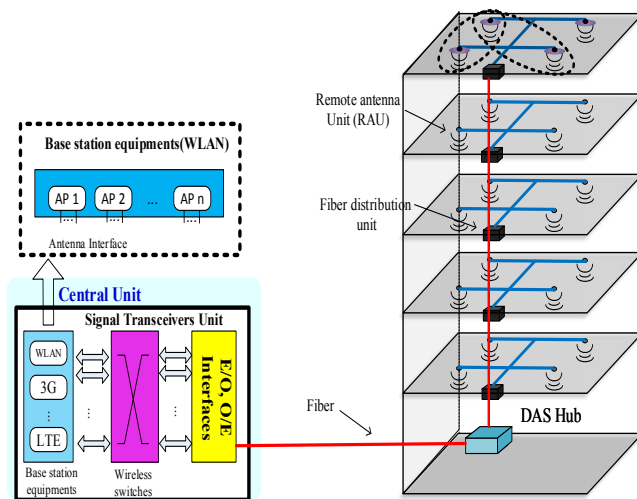 Base station equipments(WLAN)
AP 1
AP 2
...
AP n
...
...
...
Antenna Interface
Central Unit
Signal Transceivers Unit
WLAN
3G
...
LTE
...
...
E/O, O/E
Interfaces
Base station
equipments
Wireless
switches
Remote antenna
Unit (RAU)
Fiber distribution
unit
Fiber
DAS Hub